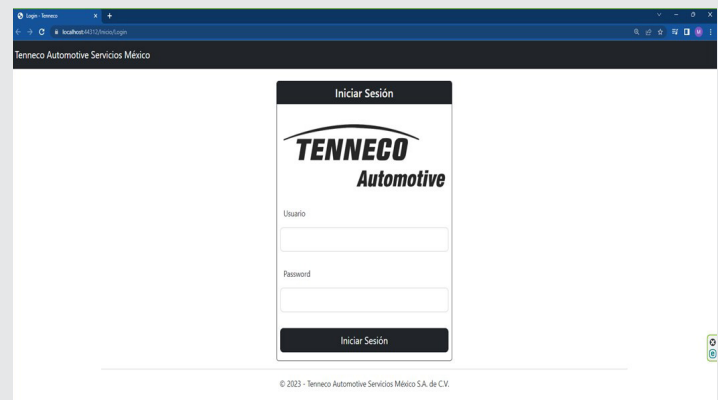 Login - Tenneco
localhost:44312/Inicio/Login
Tenneco Automotive Servicios México
Iniciar Sesión
TENNECO
Automotive
Usuario
Password
Iniciar Sesión
© 2023 - Tenneco Automotive Servicios México S.A. de C.V.